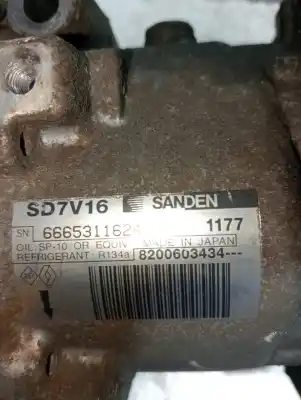 SD7V16 SANDEN
SN 6665311624 1177
OIL SP-10 OR EQUIV MADE IN JAPAN
REFRIGERANT R134a 8200603434---